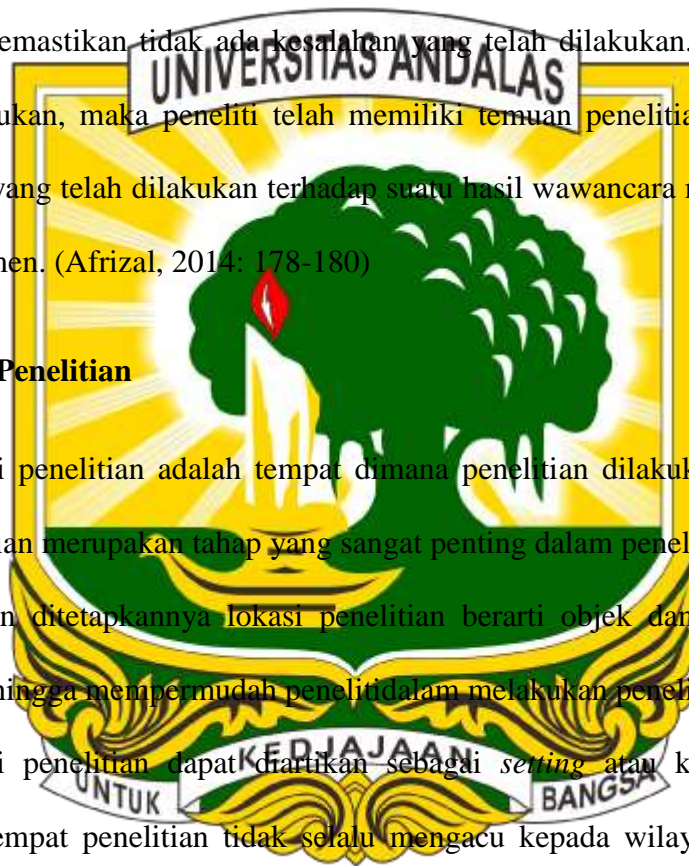 emastikan tidak ada kesalahan yang telah dilakukan.
UNIVERSITAS ANDALAS
ukan, maka peneliti telah memiliki temuan penelitia
yang telah dilakukan terhadap suatu hasil wawancara
nen. (Afrizal, 2014: 178-180)
Penelitian
i penelitian adalah tempat dimana penelitian dilaku
ian merupakan tahap yang sangat penting dalam penel
n ditetapkannya lokasi penelitian berarti objek dan
hingga mempermudah penelitidalam melakukan peneli
i penelitian dapat diartikan sebagai setting atau k
UNTUK KEDJAJAAN BANGSA
empat penelitian tidak selalu mengacu kepada wilay